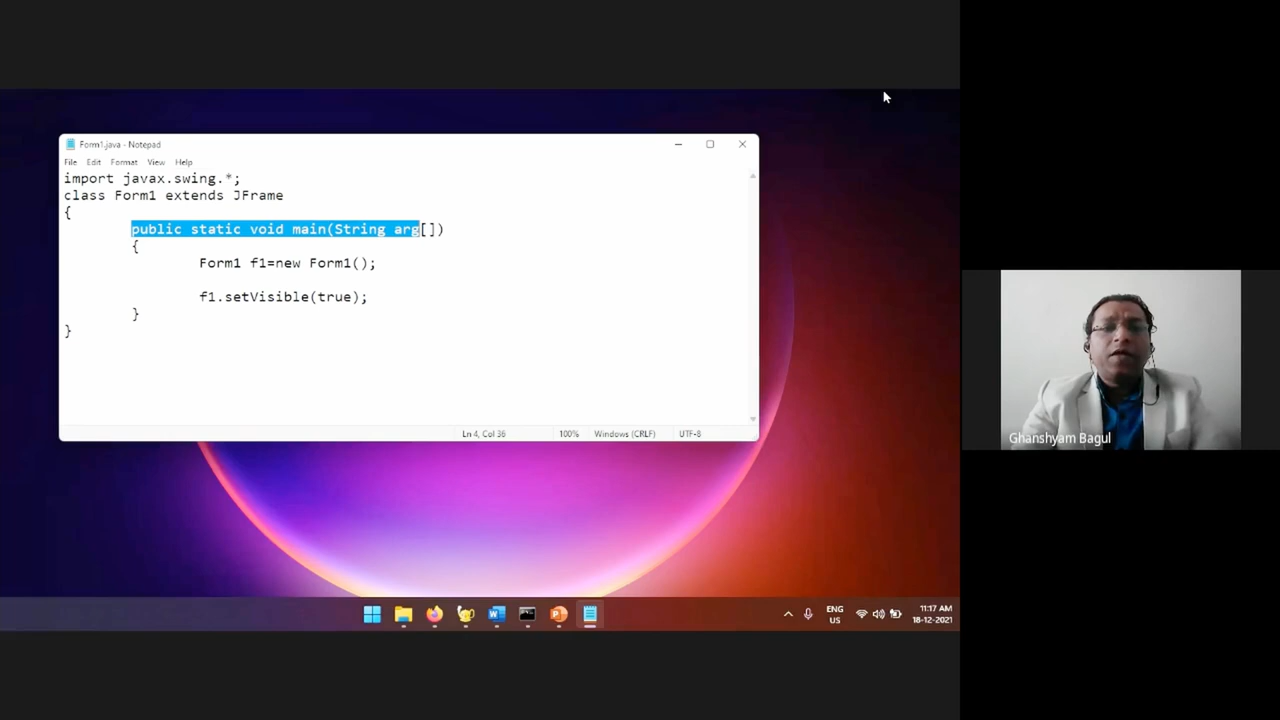 Form1.java - Notepad
File Edit Format View Help
import javax.swing.*;
class Form1 extends JFrame
{
public static void main(String arg[])
{
Form1 f1=new Form1();
f1.setVisible(true);
}
}
Ln 4, Col 36 100% Windows (CRLF) UTF-8
Ghanshyam Bagul
ENG
US
11:17 AM
18-12-2021